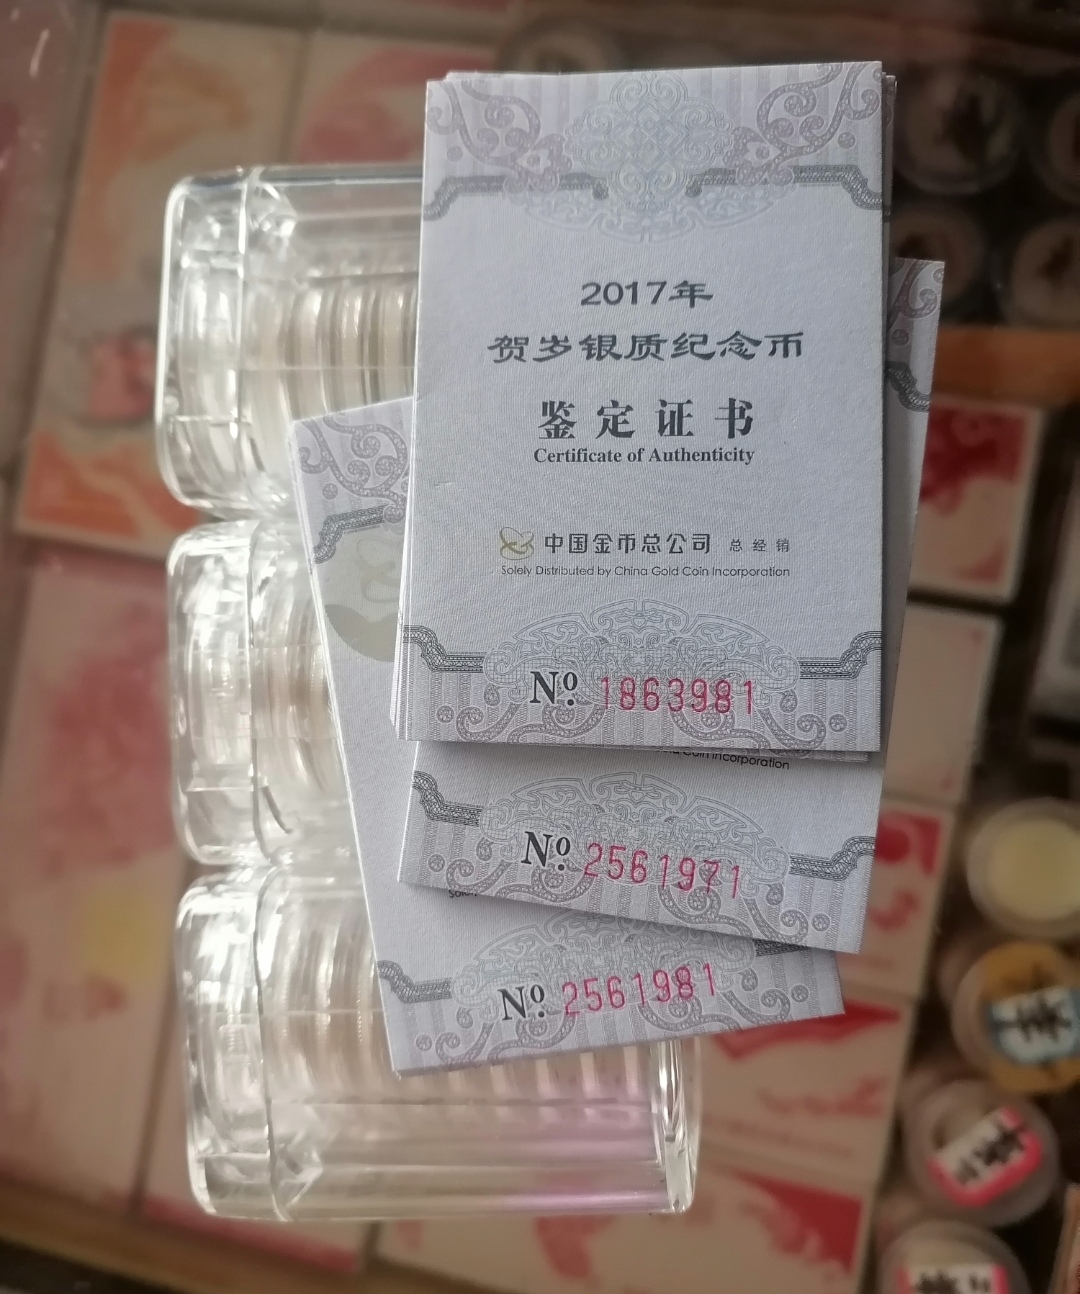 2017年
贺岁银质纪念币
鉴定证书
Certificate of Authenticity
中国金币总公司 总经销
Solely Distributed by China Gold Coin Incorporation
№ 1863981
Coin Incorporation
№ 2561971
№ 2561981